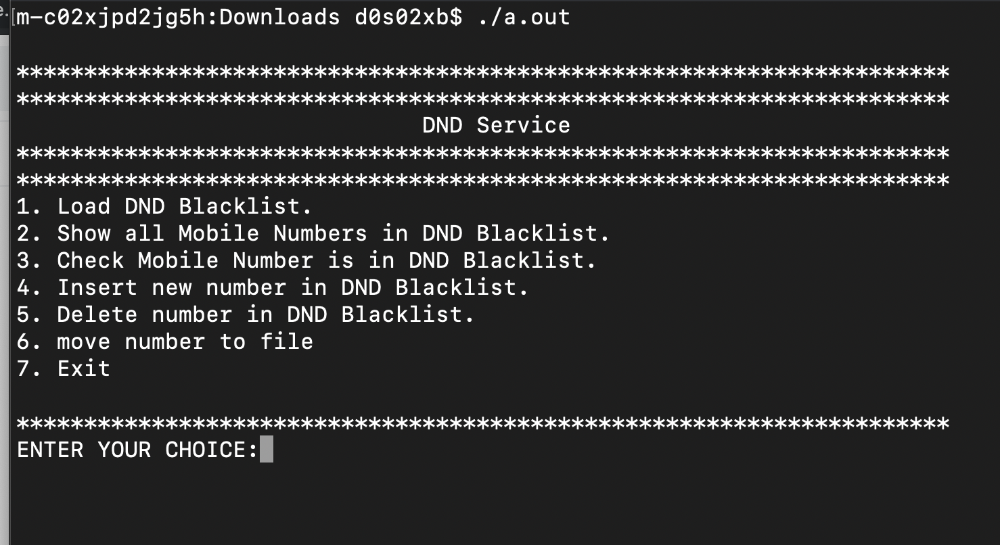 m-c02xjpd2jg5h:Downloads d0s02xb$ ./a.out
*********************************************************************
*********************************************************************
DND Service
*********************************************************************
*********************************************************************
1. Load DND Blacklist.
2. Show all Mobile Numbers in DND Blacklist.
3. Check Mobile Number is in DND Blacklist.
4. Insert new number in DND Blacklist.
5. Delete number in DND Blacklist.
6. move number to file
7. Exit
*********************************************************************
ENTER YOUR CHOICE: